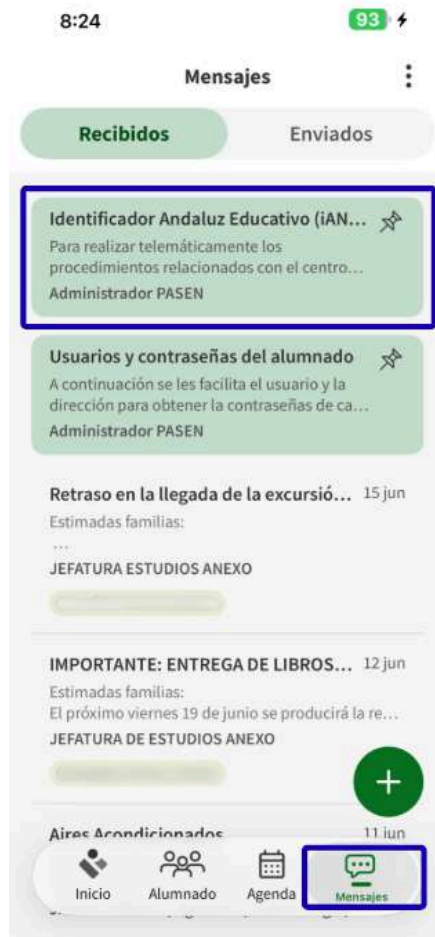 8:24
93
Mensajes
Recibidos Enviados
Identificador Andaluz Educativo (iAN...
Para realizar telemáticamente los
procedimientos relacionados con el centro...
Administrador PASEN
Usuarios y contraseñas del alumnado
A continuación se les facilita el usuario y la
dirección para obtener la contraseñas de ca...
Administrador PASEN
Retraso en la llegada de la excursió... 15 jun
Estimadas familias:
...
JEFATURA ESTUDIOS ANEXO
IMPORTANTE: ENTREGA DE LIBROS... 12 jun
Estimadas familias:
El próximo viernes 19 de junio se producirá la re...
JEFATURA DE ESTUDIOS ANEXO
Aires Acondicionados 11 jun
Inicio Alumnado Agenda Mensajes